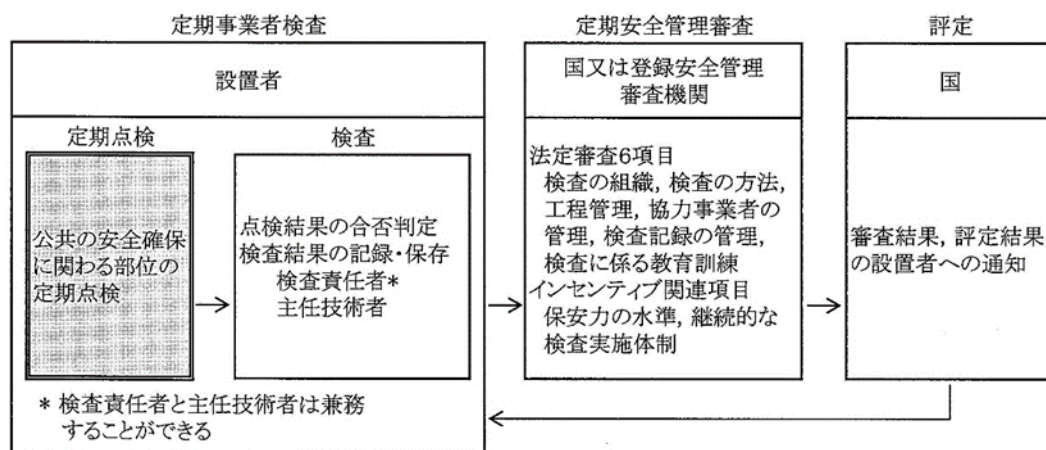 定期事業者検査
設置者
定期点検
公共の安全確保
に関わる部位の
定期点検
検査
点検結果の合否判定
検査結果の記録・保存
検査責任者*
主任技術者
* 検査責任者と主任技術者は兼務
することができる
定期安全管理審査
国又は登録安全管理
審査機関
法定審査6項目
検査の組織, 検査の方法,
工程管理, 協力事業者の
管理, 検査記録の管理,
検査に係る教育訓練
インセンティブ関連項目
保安力の水準, 継続的な
検査実施体制
評定
国
審査結果, 評定結果
の設置者への通知